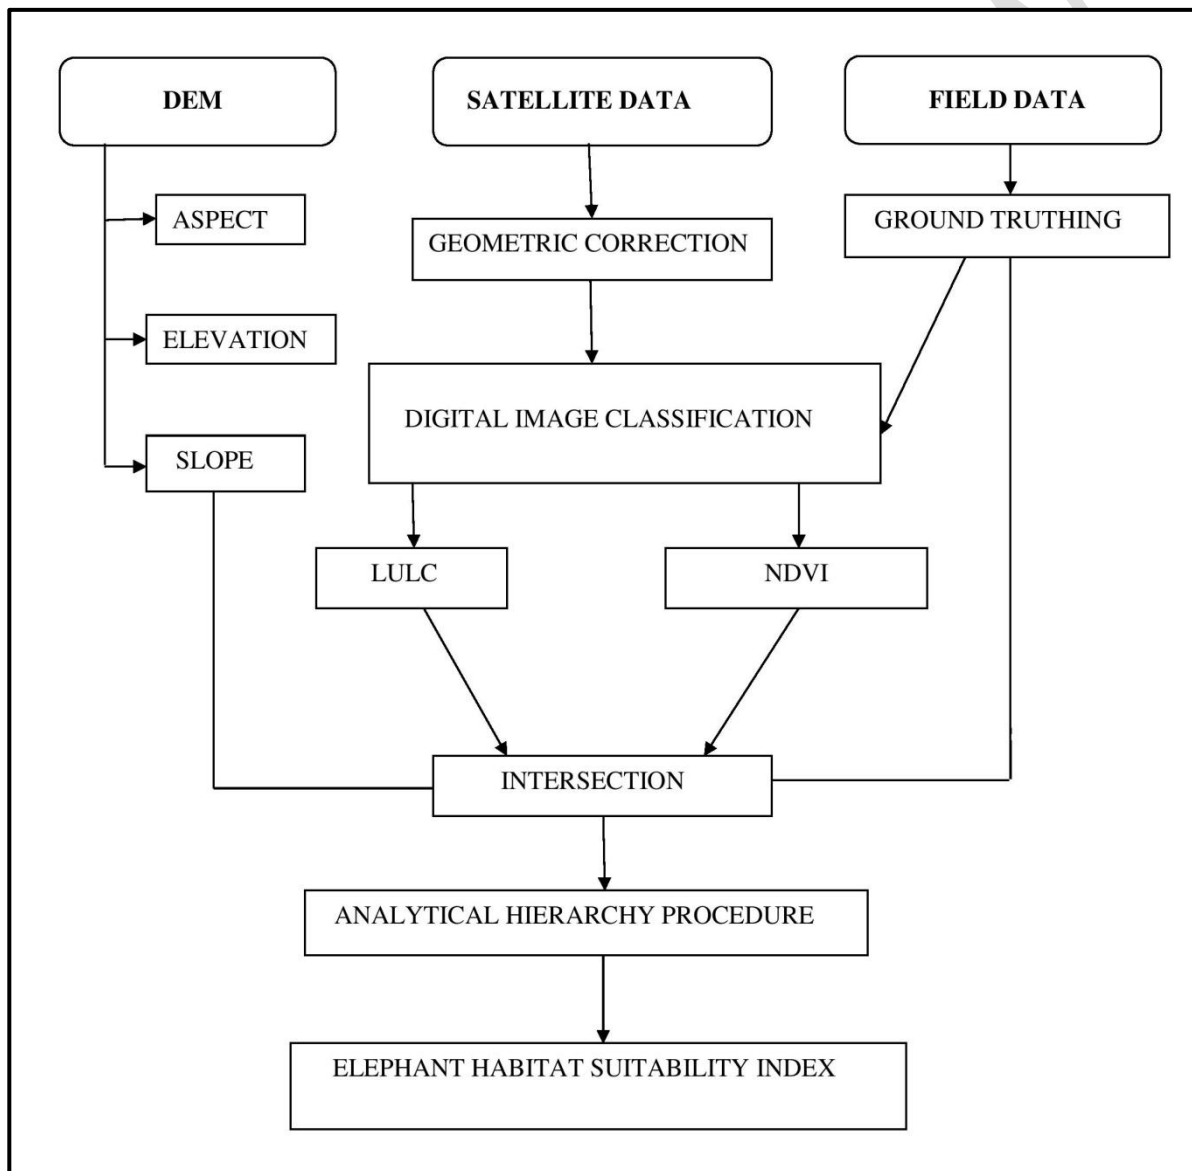 DEM
SATELLITE DATA
FIELD DATA
ASPECT
GROUND TRUTHING
GEOMETRIC CORRECTION
ELEVATION
DIGITAL IMAGE CLASSIFICATION
SLOPE
LULC
NDVI
INTERSECTION
ANALYTICAL HIERARCHY PROCEDURE
ELEPHANT HABITAT SUITABILITY INDEX